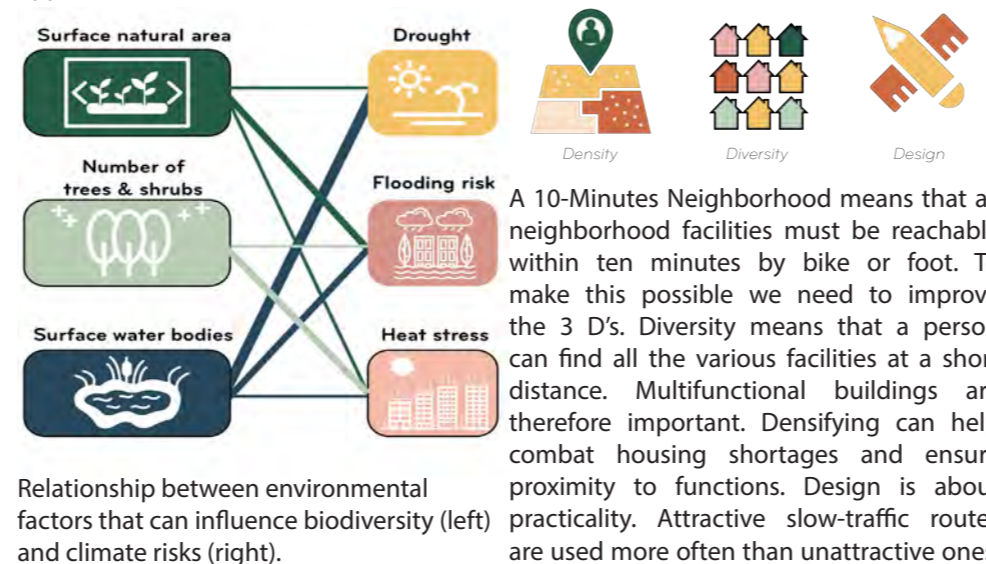 Surface natural area
Drought
Number of
trees & shrubs
Flooding risk
Surface water bodies
Heat stress
Relationship between environmental
factors that can influence biodiversity (left)
and climate risks (right).
Density
Diversity
Design
A 10-Minutes Neighborhood means that a
neighborhood facilities must be reachabl
within ten minutes by bike or foot. T
make this possible we need to improv
the 3 D's. Diversity means that a perso
can find all the various facilities at a shor
distance. Multifunctional buildings ar
therefore important. Densifying can hel
combat housing shortages and ensur
proximity to functions. Design is abou
practicality. Attractive slow-traffic route
are used more often than unattractive one